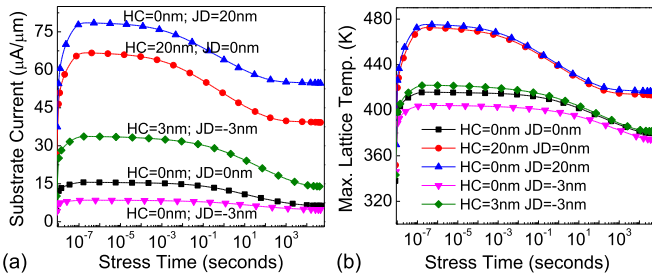 Substrate Current (µA/µm)
75
60
45
30
15
0
HC=0nm; JD=20nm
HC=20nm; JD=0nm
HC=3nm; JD=-3nm
HC=0nm; JD=0nm
HC=0nm; JD=-3nm
10-7 10-5 10-3 10-1 101 103
Stress Time (seconds)
(a)
Max. Lattice Temp. (K)
480
440
400
360
320
HC=0nm JD=0nm
HC=20nm JD=0nm
HC=0nm JD=20nm
HC=0nm JD=-3nm
HC=3nm JD=-3nm
10-7 10-5 10-3 10-1 101 103
Stress Time (seconds)
(b)